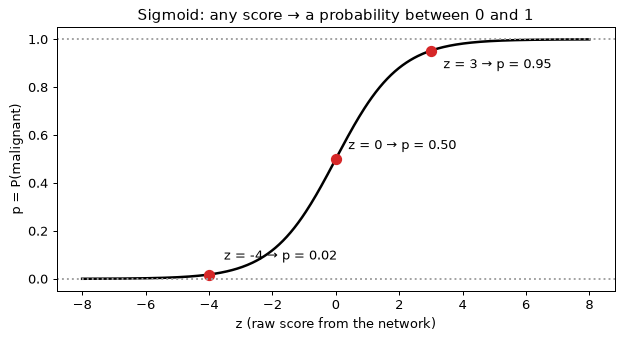 Sigmoid: any score → a probability between 0 and 1
1.0
z = 3 → p = 0.95
0.8
0.6
z = 0 → p = 0.50
0.4
0.2
z = -4 → p = 0.02
0.0
p = P(malignant)
−8 −6 −4 −2 0 2 4 6 8
z (raw score from the network)